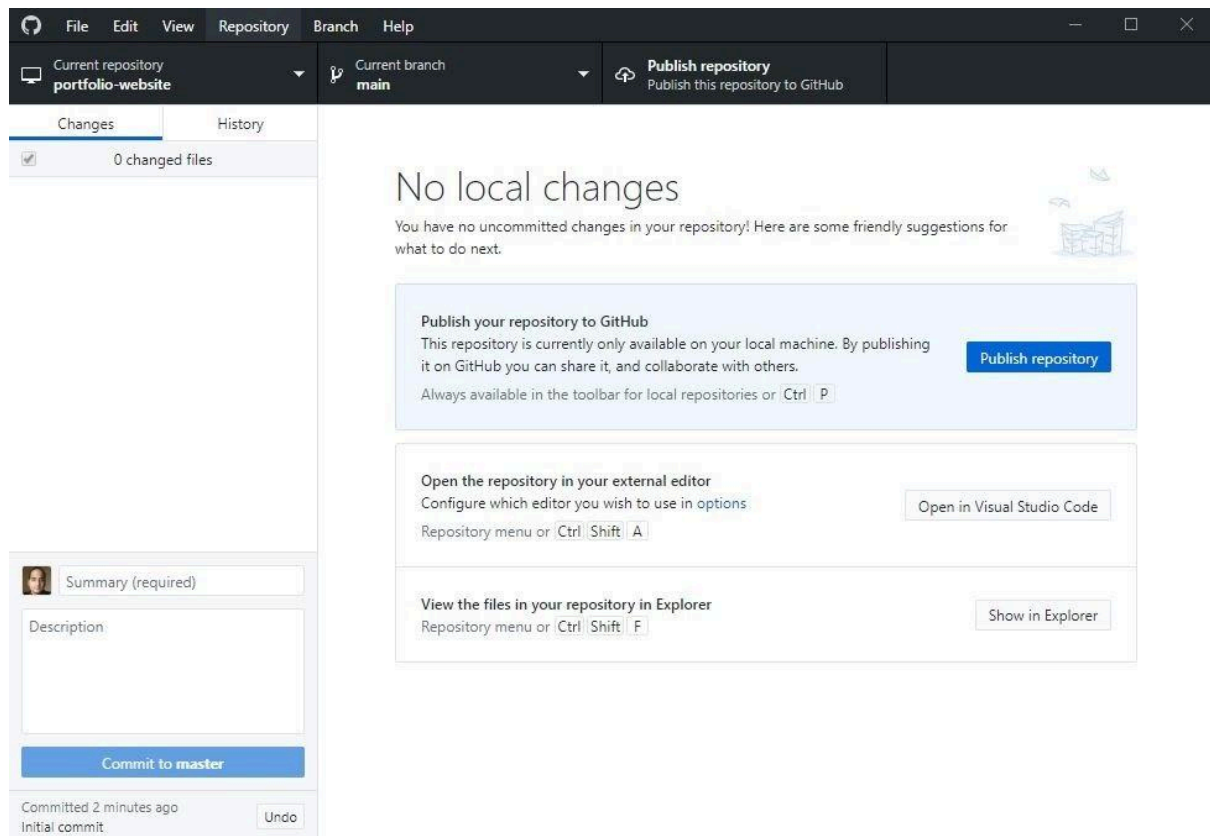 File Edit View Repository Branch Help
Current repository
portfolio-website
Current branch
main
Publish repository
Publish this repository to GitHub
Changes History
0 changed files
No local changes
You have no uncommitted changes in your repository! Here are some friendly suggestions for
what to do next.
Publish your repository to GitHub
This repository is currently only available on your local machine. By publishing
it on GitHub you can share it, and collaborate with others.
Always available in the toolbar for local repositories or Ctrl P
Publish repository
Open the repository in your external editor
Configure which editor you wish to use in options
Repository menu or Ctrl Shift A
Open in Visual Studio Code
View the files in your repository in Explorer
Repository menu or Ctrl Shift F
Show in Explorer
Summary (required)
Description
Commit to master
Committed 2 minutes ago
Initial commit
Undo